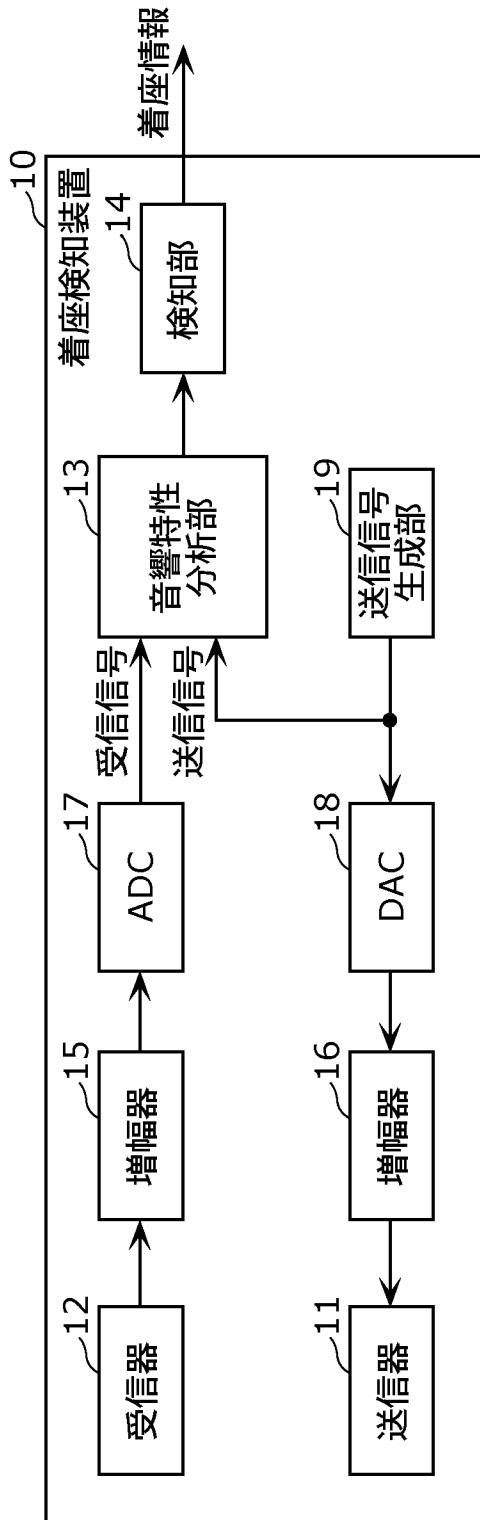 10
着座検知装置
12
受信器
15
増幅器
17
ADC
受信信号
13
音響特性
分析部
14
検知部
着座情報
送信信号
11
送信器
16
増幅器
18
DAC
19
送信信号
生成部